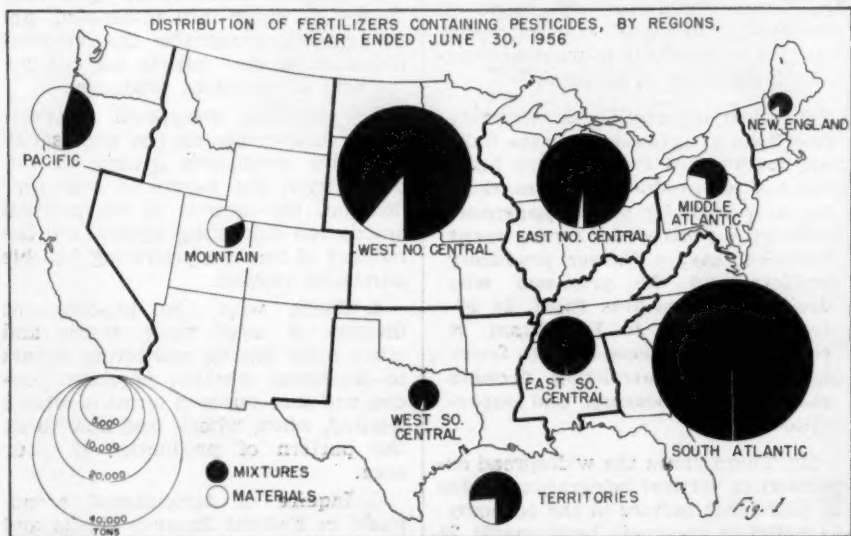 DISTRIBUTION OF FERTILIZERS CONTAINING PESTICIDES, BY REGIONS,
YEAR ENDED JUNE 30, 1956
PACIFIC
MOUNTAIN
WEST NO. CENTRAL
EAST NO. CENTRAL
NEW ENGLAND
MIDDLE
ATLANTIC
EAST SO.
CENTRAL
WEST SO.
CENTRAL
SOUTH ATLANTIC
TERRITORIES
5,000
10,000
20,000
40,000
TONS
MIXTURES
MATERIALS
Fig. 1